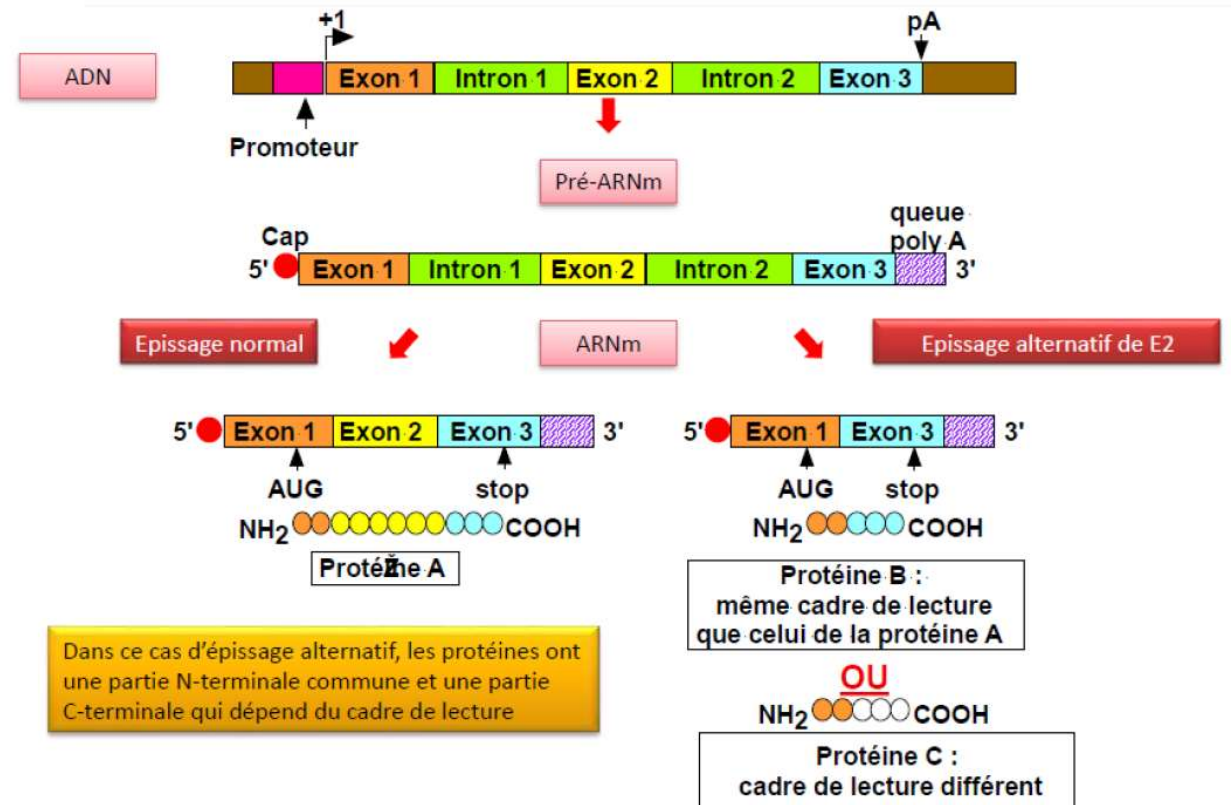 +1
pA
ADN
Exon 1
Intron 1
Exon 2
Intron 2
Exon 3
Promoteur
Pré-ARNm
queue
poly A
Cap
5'
Exon 1
Intron 1
Exon 2
Intron 2
Exon 3
3'
Epissage normal
ARNm
Epissage alternatif de E2
5'
Exon 1
Exon 2
Exon 3
3'
5'
Exon 1
Exon 3
3'
AUG
stop
AUG
stop
NH2
COOH
NH2
COOH
A
Protéine B :
même cadre de lecture
que celui de la protéine A
Dans ce cas d'épissage alternatif, les protéines ont
une partie N-terminale commune et une partie
C-terminale qui dépend du cadre de lecture
OU
NH2
COOH
Protéine C :
cadre de lecture différent